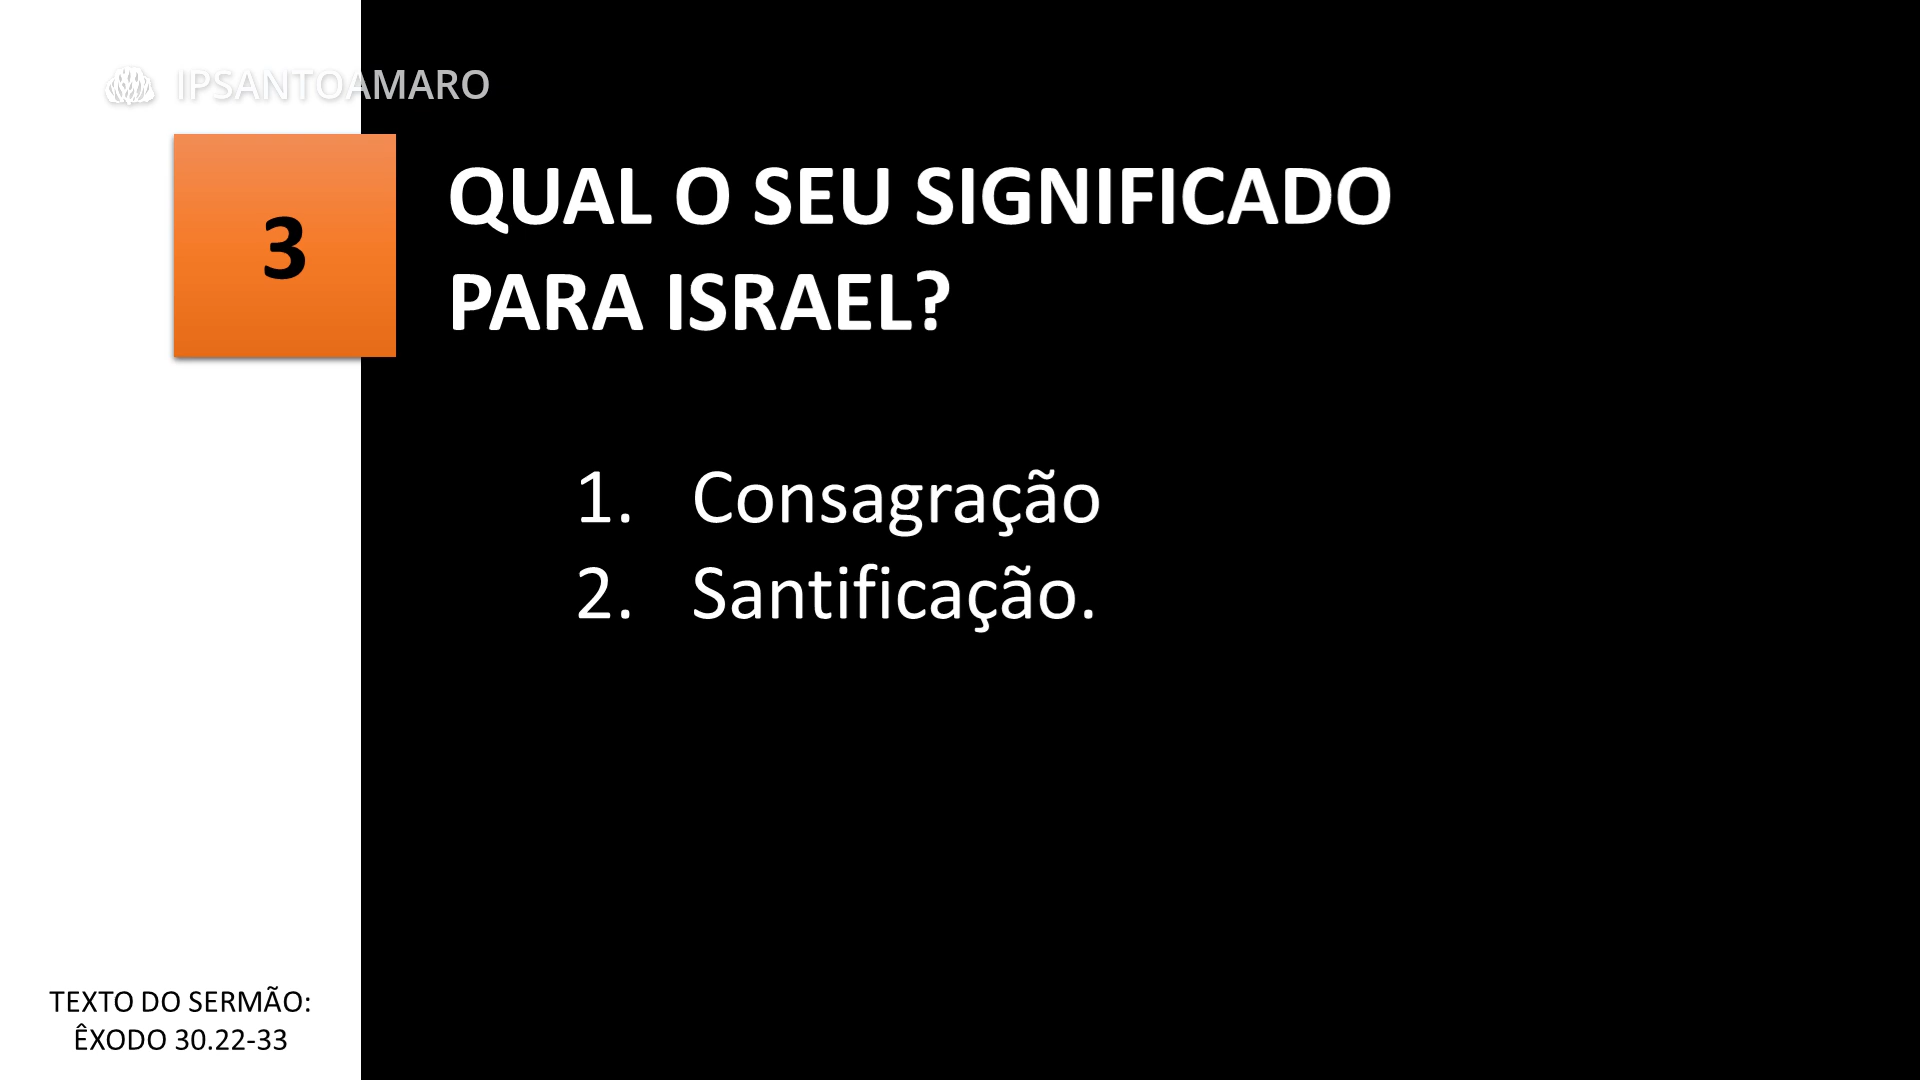 IPSANTOAMARO
3
QUAL O SEU SIGNIFICADO
PARA ISRAEL?
1. Consagração
2. Santificação.
TEXTO DO SERMÃO:
ÊXODO 30.22-33